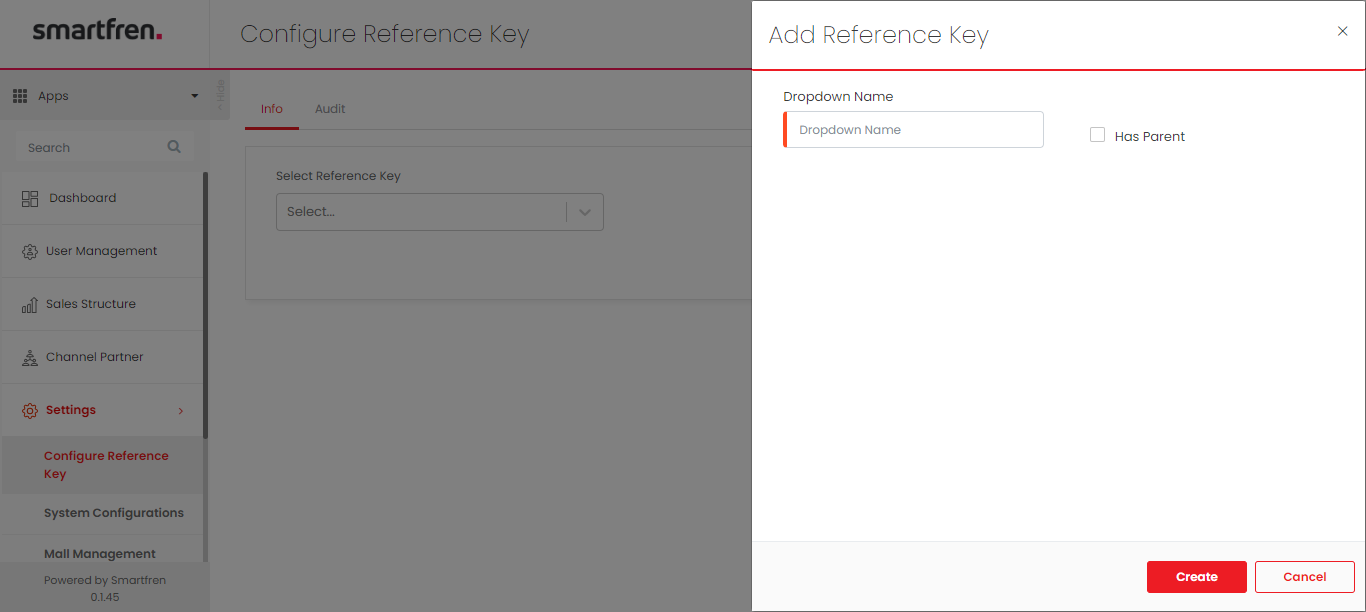 smartfren.
Configure Reference Key
Add Reference Key
Apps
< Hide
Search
Dashboard
User Management
Sales Structure
Channel Partner
Settings
Configure Reference
Key
System Configurations
Mall Management
Powered by Smartfren
0.1.45
Info
Audit
Select Reference Key
Select...
Dropdown Name
Dropdown Name
Has Parent
Create
Cancel